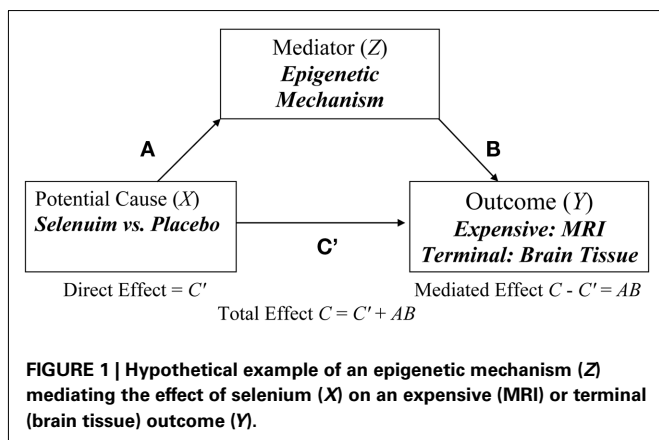 Mediator (Z)
Epigenetic
Mechanism
A
B
Potential Cause (X)
Selenuim vs. Placebo
Outcome (Y)
Expensive: MRI
Terminal: Brain Tissue
C'
Direct Effect = C'
Mediated Effect C - C' = AB
Total Effect C = C' + AB
FIGURE 1 | Hypothetical example of an epigenetic mechanism (Z)
mediating the effect of selenium (X) on an expensive (MRI) or terminal
(brain tissue) outcome (Y).